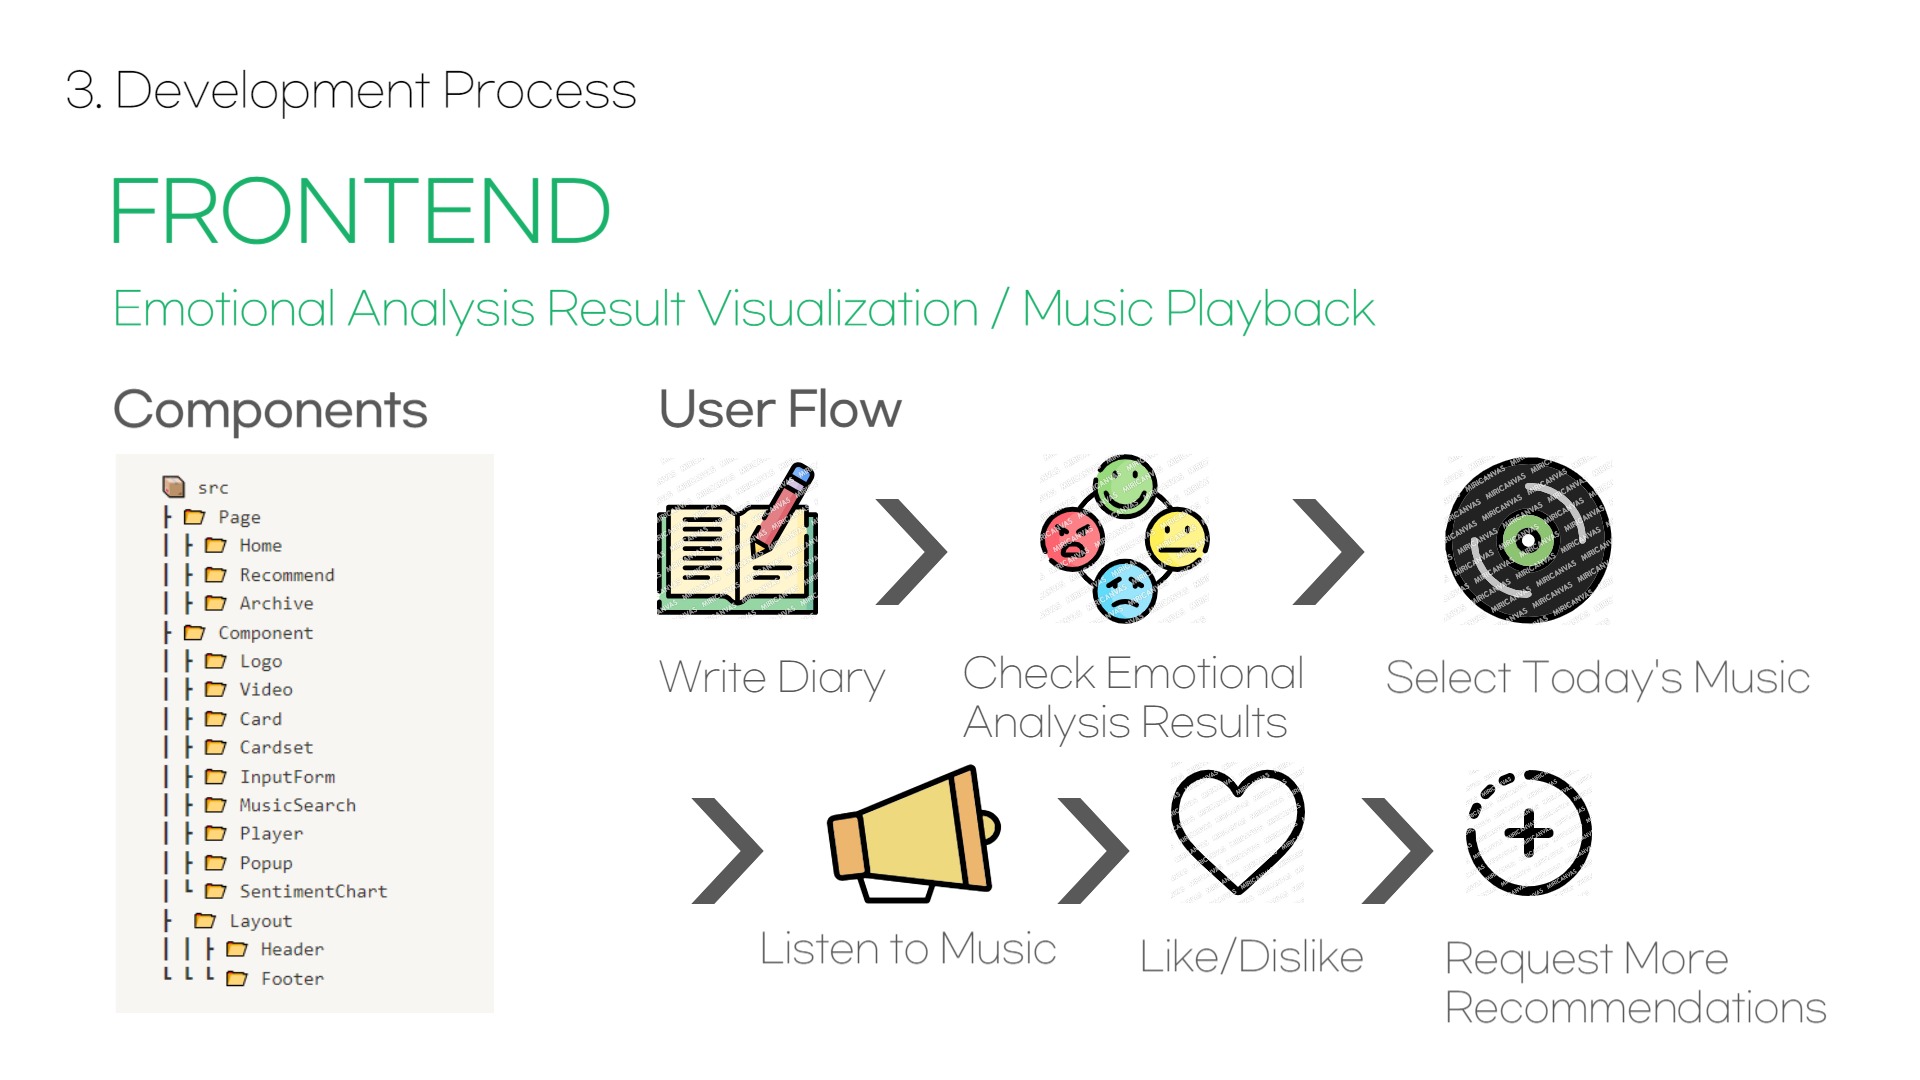 3. Development Process
FRONTEND
Emotional Analysis Result Visualization / Music Playback
Components
src
Page
Home
Recommend
Archive
Component
Logo
Video
Card
Cardset
InputForm
MusicSearch
Player
Popup
SentimentChart
Layout
Header
Footer
User Flow
Write Diary
Check Emotional
Analysis Results
Select Today's Music
Listen to Music
Like/Dislike
Request More
Recommendations
MIRICANVAS